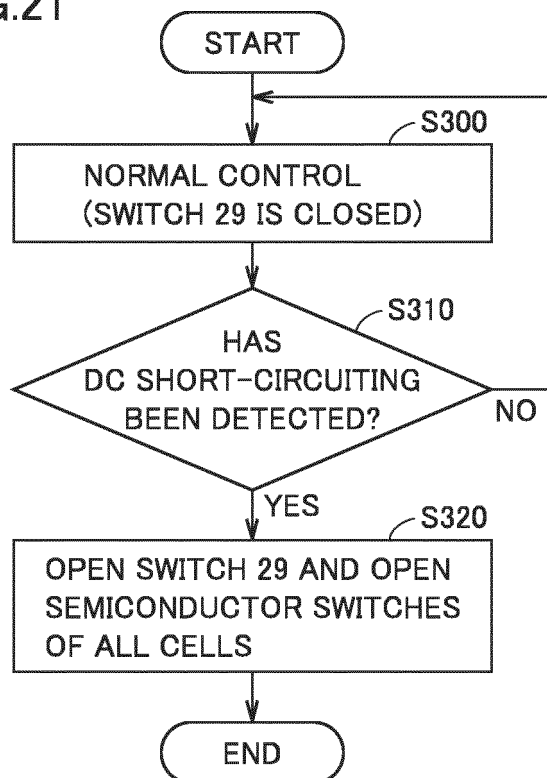 G.21
START
S300
NORMAL CONTROL
(SWITCH 29 IS CLOSED)
S310
HAS
DC SHORT-CIRCUITING
BEEN DETECTED?
NO
YES
S320
OPEN SWITCH 29 AND OPEN
SEMICONDUCTOR SWITCHES
OF ALL CELLS
END